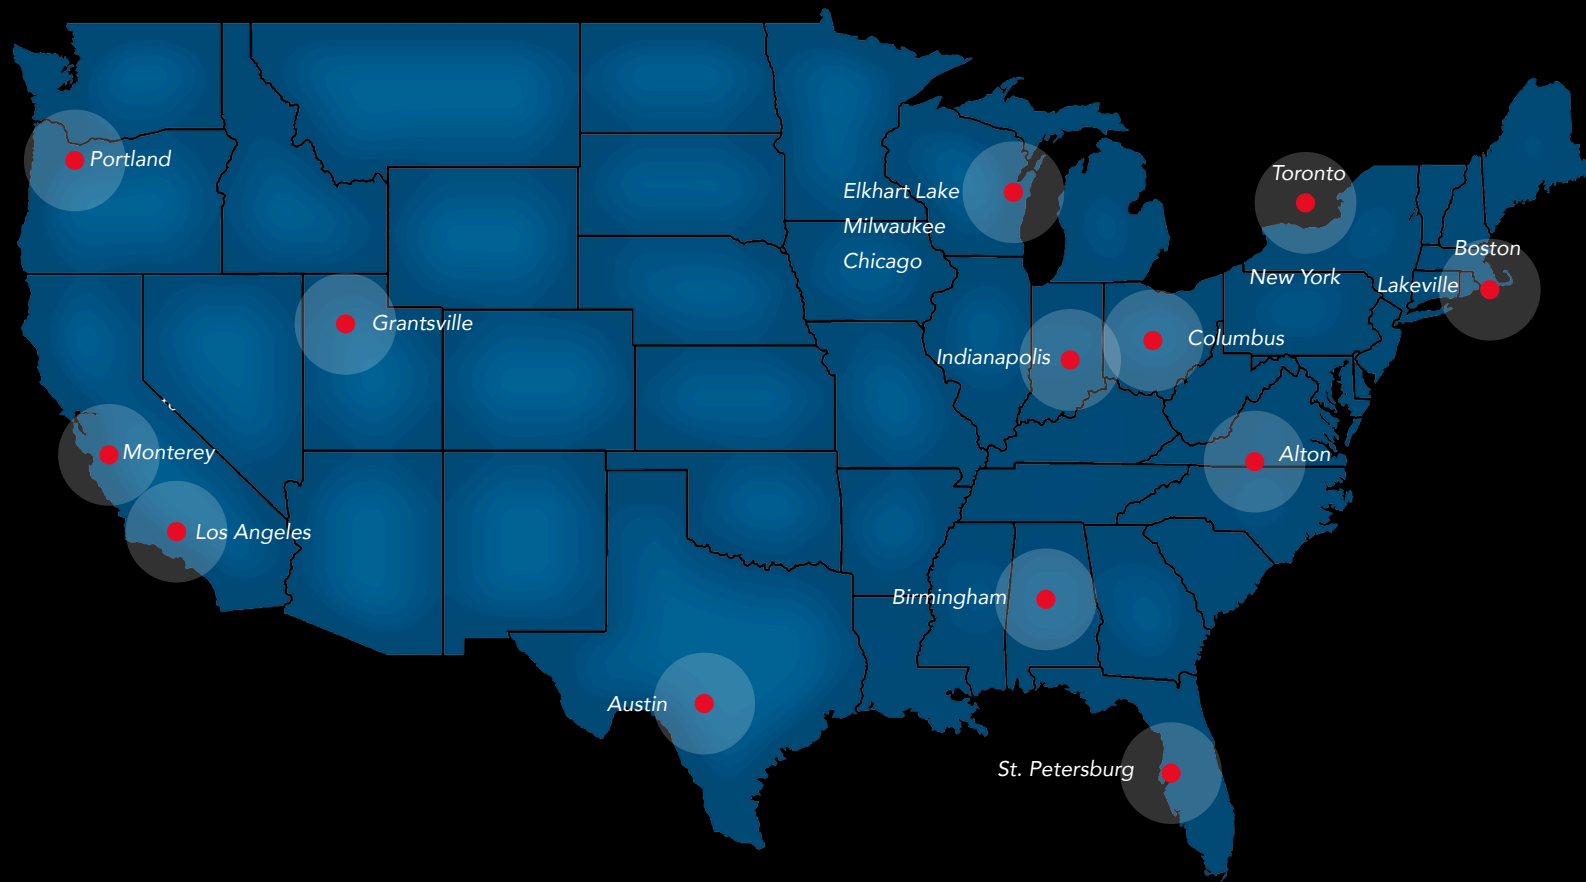 Portland
Toronto
Elkhart Lake
Milwaukee
Chicago
Boston
New York
Lakeville
Grantsville
Columbus
Indianapolis
Monterey
Alton
Los Angeles
Birmingham
Austin
St. Petersburg